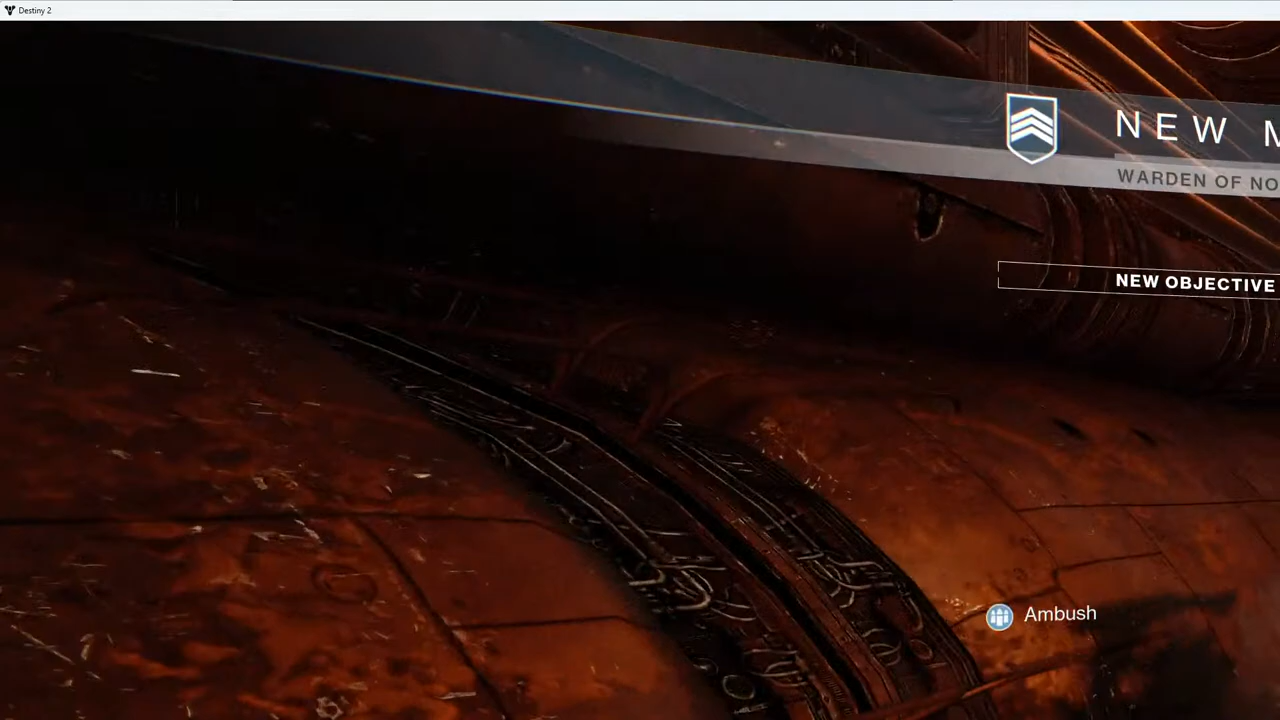 Destiny 2
NEW M
WARDEN OF NO
NEW OBJECTIVE
Ambush